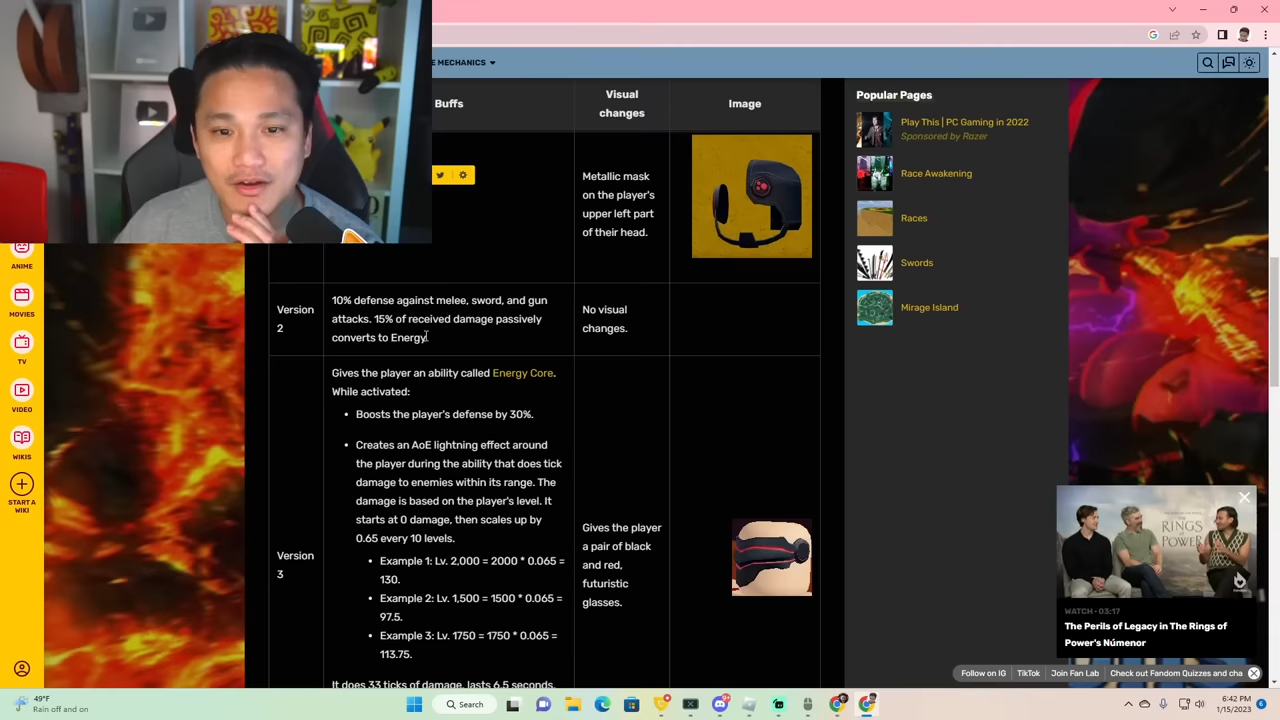 E MECHANICS
Buffs
Visual
changes
Image
Metallic mask
on the player's
upper left part
of their head.
Version
2
10% defense against melee, sword, and gun
attacks. 15% of received damage passively
converts to Energy.
No visual
changes.
Version
3
Gives the player an ability called Energy Core.
While activated:
• Boosts the player's defense by 30%.
• Creates an AoE lightning effect around
the player during the ability that does tick
damage to enemies within its range. The
damage is based on the player's level. It
starts at 0 damage, then scales up by
0.65 every 10 levels.
• Example 1: Lv. 2,000 = 2000 * 0.065 =
130.
• Example 2: Lv. 1,500 = 1500 * 0.065 =
97.5.
• Example 3: Lv. 1750 = 1750 * 0.065 =
113.75.
It does 33 ticks of damage, lasts 6.5 seconds,
Gives the player
a pair of black
and red,
futuristic
glasses.
Popular Pages
Play This | PC Gaming in 2022
Sponsored by Razer
Race Awakening
Races
Swords
Mirage Island
ANIME
MOVIES
TV
VIDEO
WIKIS
START A
WIKI
THE RINGS
OF POWER
WATCH • 03:17
The Perils of Legacy in The Rings of
Power's Númenor
Follow on IG
TikTok
Join Fan Lab
Check out Fandom Quizzes and cha
49°F
Rain off and on
Search
6:42 PM
1/15/2023